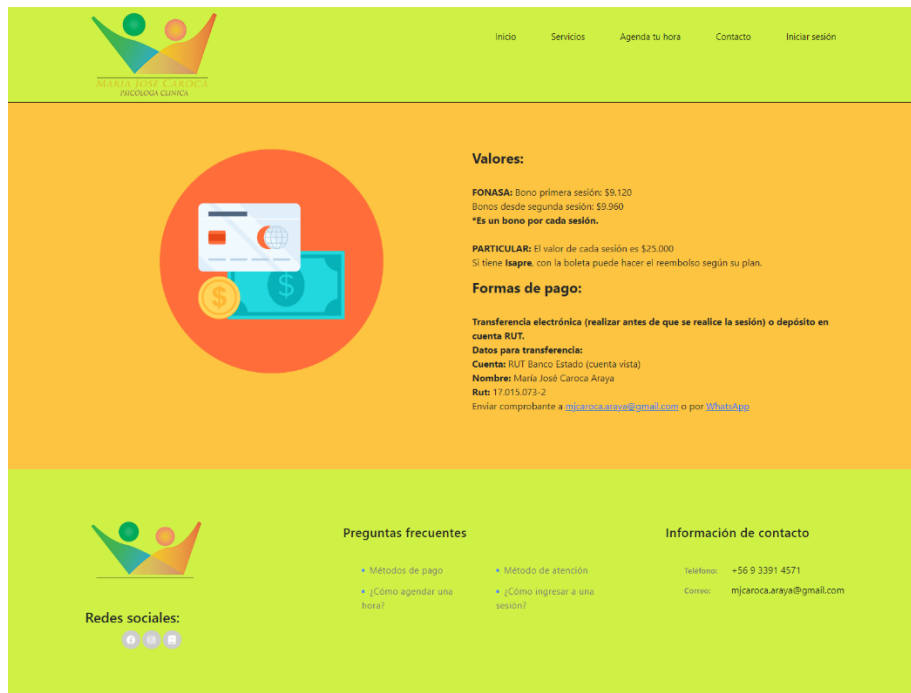 MARIA JOSE CAROCA
PSICOLOGA CLINICA
Inicio
Servicios
Agenda tu hora
Contacto
Iniciar sesión
Valores:
FONASA: Bono primera sesión: $9.120
Bonos desde segunda sesión: $9.960
*Es un bono por cada sesión.
PARTICULAR: El valor de cada sesión es $25.000
Si tiene Isapre, con la boleta puede hacer el reembolso según su plan.
Formas de pago:
Transferencia electrónica (realizar antes de que se realice la sesión) o depósito en
cuenta RUT.
Datos para transferencia:
Cuenta: RUT Banco Estado (cuenta vista)
Nombre: María José Caroca Araya
Rut: 17.015.073-2
Enviar comprobante a mjcaroca.araya@gmail.com o por WhatsApp
$
$
Redes sociales:
Preguntas frecuentes
• Métodos de pago
• ¿Cómo agendar una
hora?
• Método de atención
• ¿Cómo ingresar a una
sesión?
Información de contacto
Teléfono: +56 9 3391 4571
Correo: mjcaroca.araya@gmail.com